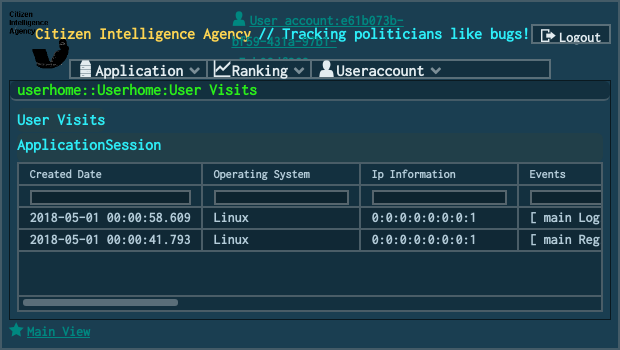 Citizen
Intelligence
Agency
User account:e61b073b-
Citizen Intelligence Agency // Tracking politicians like bugs!
Logout
Application Ranking Useraccount
userhome::Userhome:User Visits
User Visits
ApplicationSession
Created Date Operating System Ip Information Events
2018-05-01 00:00:58.609 Linux 0:0:0:0:0:0:0:1 [ main Log
2018-05-01 00:00:41.793 Linux 0:0:0:0:0:0:0:1 [ main Reg
Main View